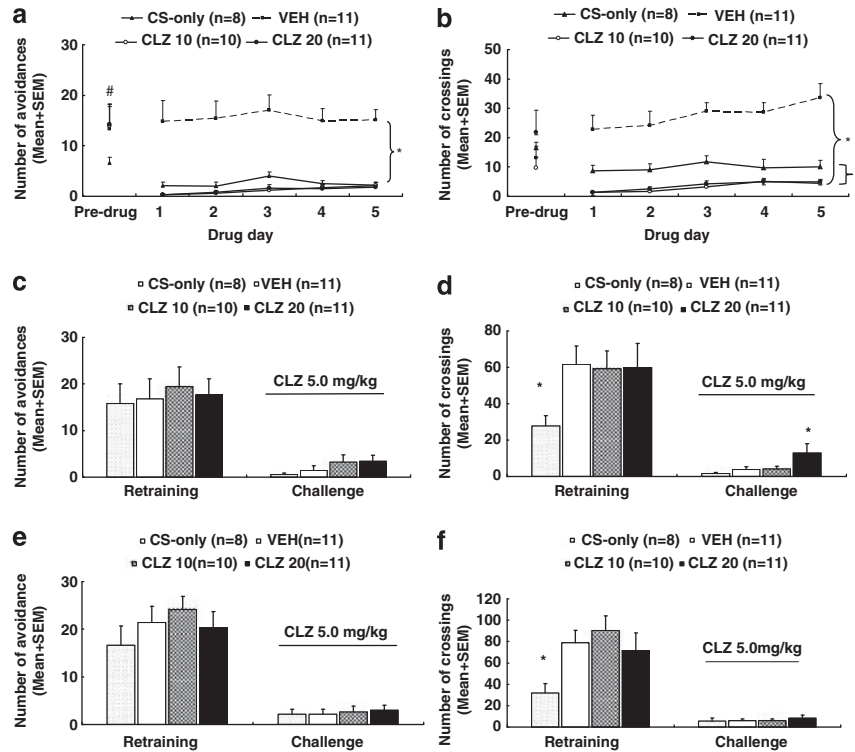 a
CS-only (n=8) VEH (n=11)
CLZ 10 (n=10) CLZ 20 (n=11)
Number of avoidances
(Mean+SEM)
30
20
10
0
#
*
Pre-drug 1 2 3 4 5
Drug day
b
CS-only (n=8) VEH (n=11)
CLZ 10 (n=10) CLZ 20 (n=11)
Number of crossings
(Mean+SEM)
50
40
30
20
10
0
*
Pre-drug 1 2 3 4 5
Drug day
c
CS-only (n=8) VEH (n=11)
CLZ 10 (n=10) CLZ 20 (n=11)
Number of avoidances
(Mean+SEM)
30
20
10
0
CLZ 5.0 mg/kg
Retraining Challenge
d
CS-only (n=8) VEH (n=11)
CLZ 10 (n=10) CLZ 20 (n=11)
Number of crossings
(Mean+SEM)
80
60
40
20
0
*
CLZ 5.0 mg/kg
*
Retraining Challenge
e
CS-only (n=8) VEH(n=11)
CLZ 10(n=10) CLZ 20(n=11)
Number of avoidance
(Mean+SEM)
30
20
10
0
CLZ 5.0 mg/kg
Retraining Challenge
f
CS-only (n=8) VEH (n=11)
CLZ 10 (n=10) CLZ 20 (n=11)
Number of crossings
(Mean+SEM)
120
100
80
60
40
20
0
*
CLZ 5.0mg/kg
Retraining Challenge